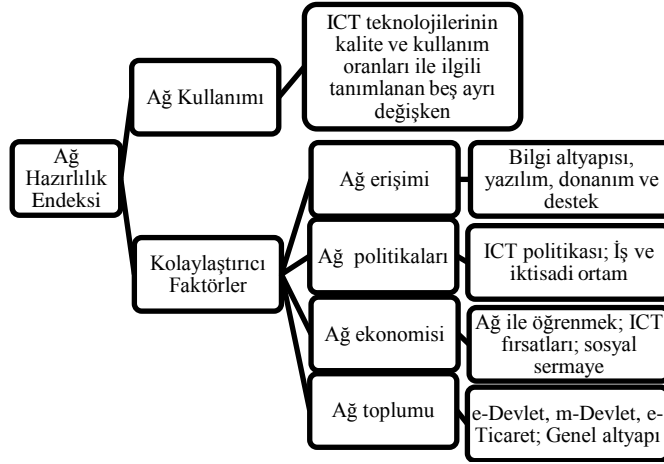 ICT teknolojilerinin
kalite ve kullanım
oranları ile ilgili
tanımlanan beş ayrı
değişken
Ağ Kullanımı
Ağ
Hazırlılık
Endeksi
Kolaylaştırıcı
Faktörler
Ağ erişimi
Bilgi altyapısı,
yazılım, donanım ve
destek
Ağ politikaları
ICT politikası; İş ve
iktisadi ortam
Ağ ekonomisi
Ağ ile öğrenmek; ICT
fırsatları; sosyal
sermaye
Ağ toplumu
e-Devlet, m-Devlet, e-
Ticaret; Genel altyapı